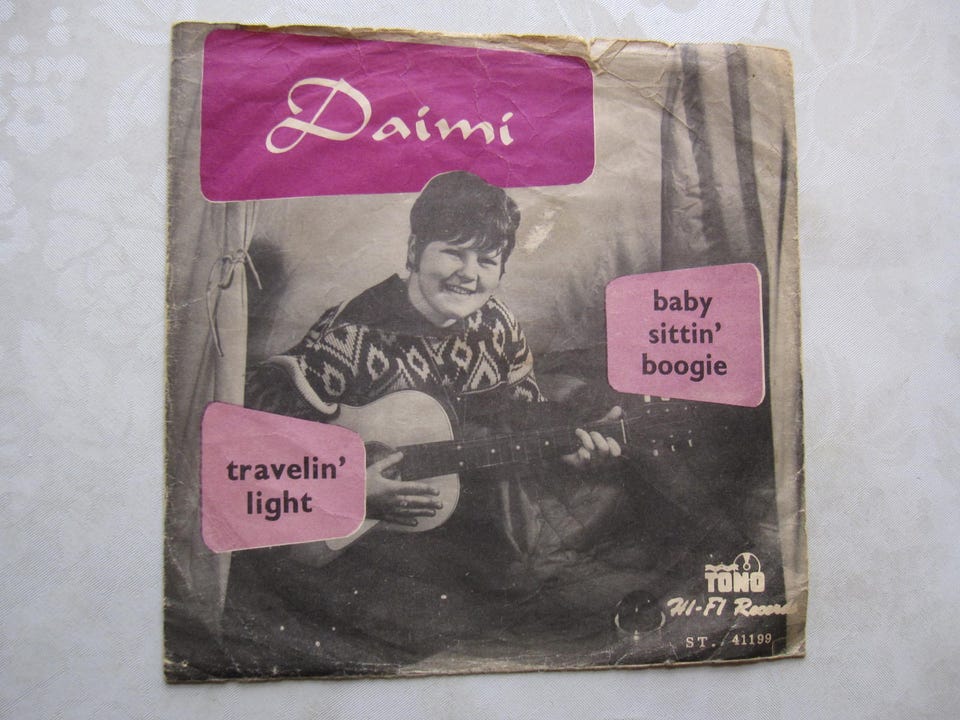 Daimi
baby
sittin'
boogie
travelin'
light
TONO
HI-FI Records
ST. 41199